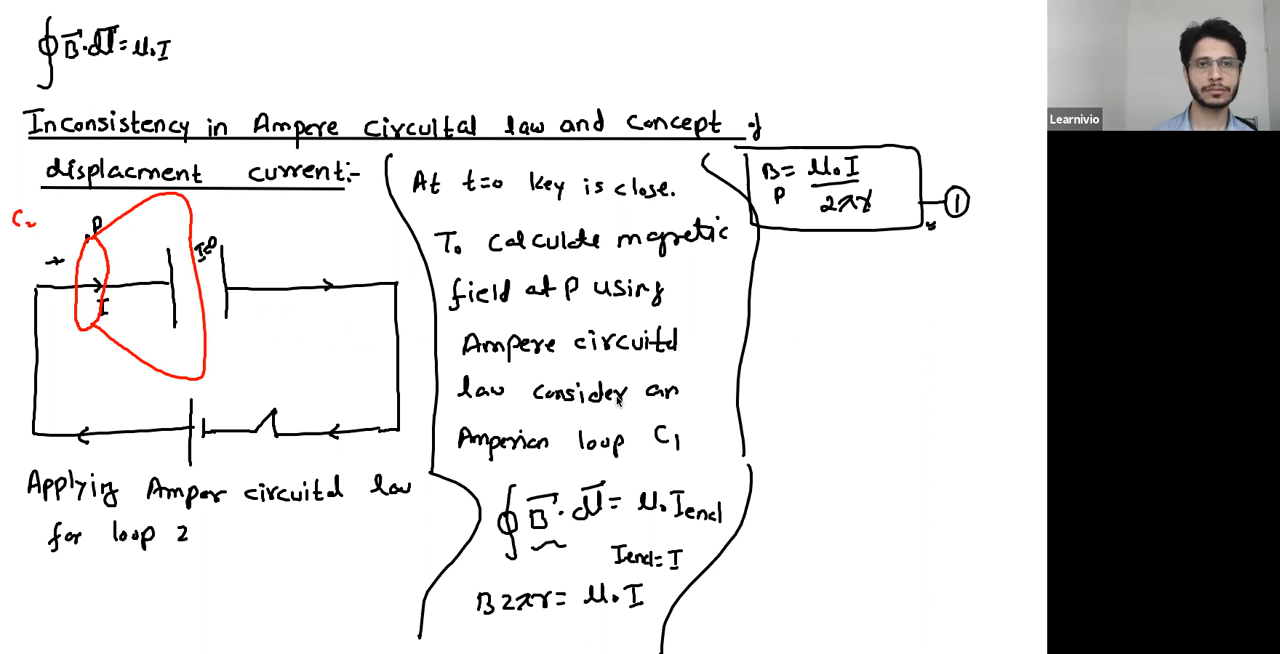 ∮ B⃗·dl⃗ = μ₀I
Inconsistency in Ampere circuital law and concept of
displacment current:-
C₂
P
+
I
I=0
Applying Amper circuital law
for loop 2
At t=0 key is close.
To calculate magnetic
field at P using
Ampere circuital
law consider an
Amperian loop C₁
∮ B⃗·dl⃗ = μ₀Iencl
Iencl = I
B 2πr = μ₀I
B = μ₀I / 2πr
P
①
Learnivio